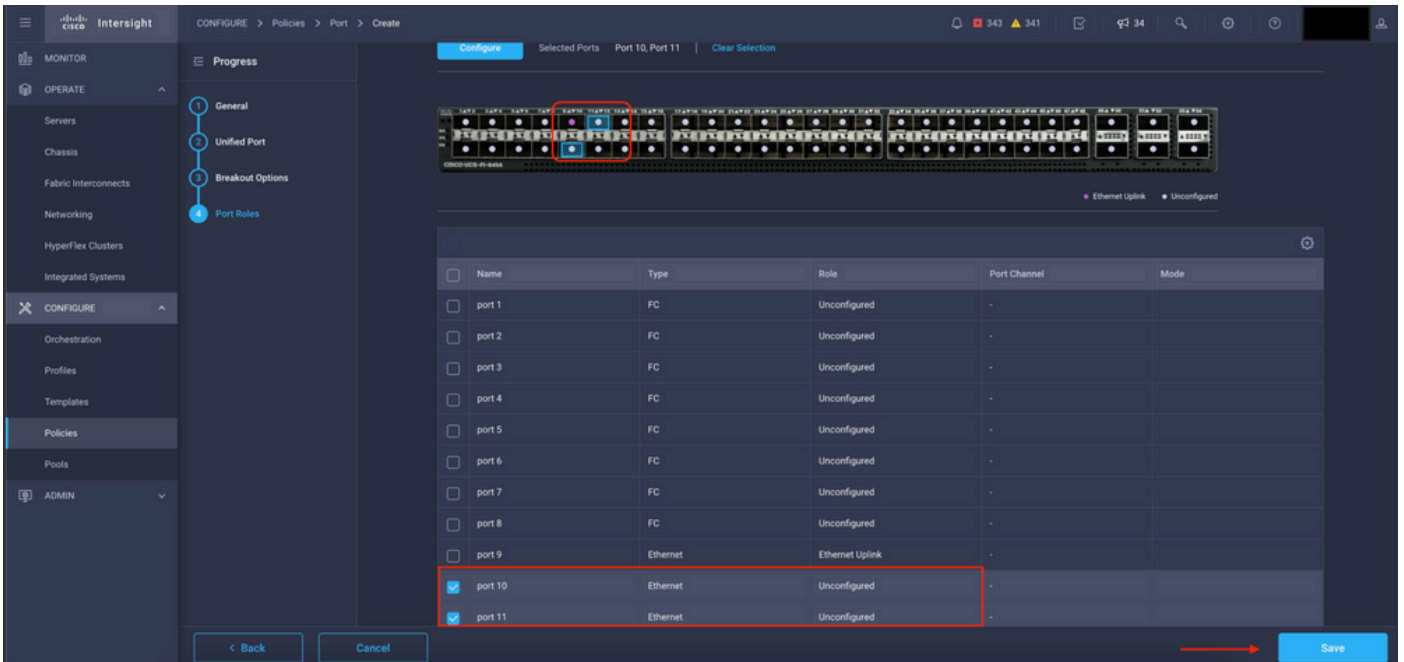 cisco Intersight
CONFIGURE > Policies > Port > Create
343 341 34
MONITOR
OPERATE
Servers
Chassis
Fabric Interconnects
Networking
HyperFlex Clusters
Integrated Systems
CONFIGURE
Orchestration
Profiles
Templates
Policies
Pools
ADMIN
Progress
1 General
2 Unified Port
3 Breakout Options
4 Port Roles
Configure Selected Ports Port 10, Port 11 | Clear Selection
CISCO UCS-FI-6454
Ethernet Uplink Unconfigured
Name Type Role Port Channel Mode
port 1 FC Unconfigured -
port 2 FC Unconfigured -
port 3 FC Unconfigured -
port 4 FC Unconfigured -
port 5 FC Unconfigured -
port 6 FC Unconfigured -
port 7 FC Unconfigured -
port 8 FC Unconfigured -
port 9 Ethernet Ethernet Uplink -
port 10 Ethernet Unconfigured -
port 11 Ethernet Unconfigured -
< Back Cancel Save